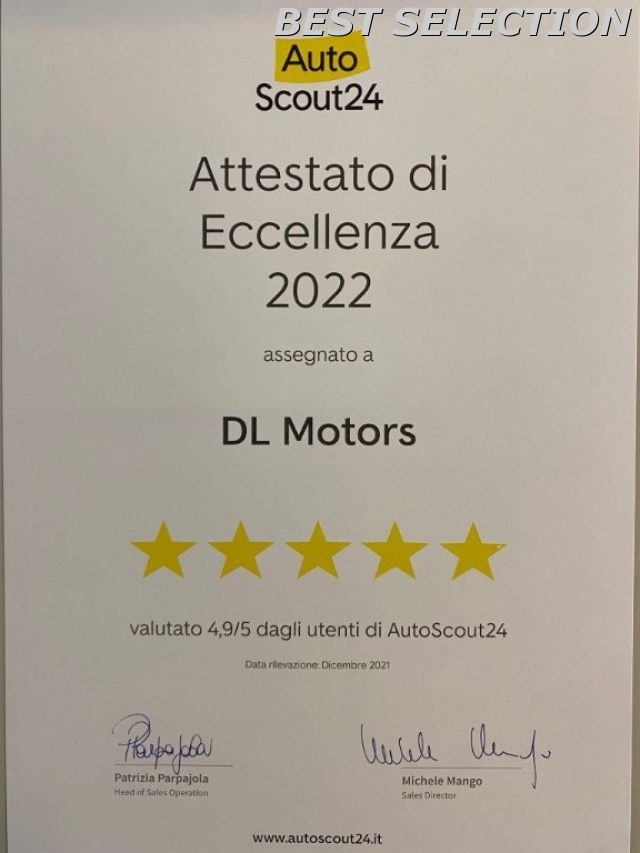 BEST SELECTION
Auto
Scout24
Attestato di
Eccellenza
2022
assegnato a
DL Motors
valutato 4,9/5 dagli utenti di AutoScout24
Data rilevazione: Dicembre 2021
Patrizia Parpajola
Head of Sales Operation
Michele Mango
Sales Director
www.autoscout24.it